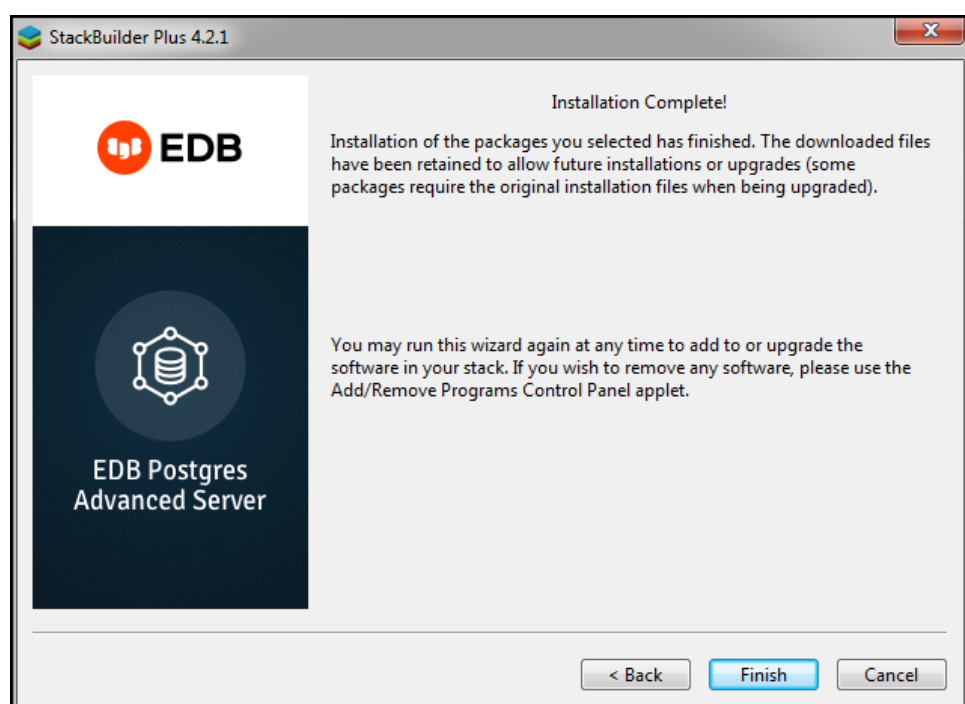 StackBuilder Plus 4.2.1
EDB
EDB Postgres
Advanced Server
Installation Complete!
Installation of the packages you selected has finished. The downloaded files
have been retained to allow future installations or upgrades (some
packages require the original installation files when being upgraded).
You may run this wizard again at any time to add to or upgrade the
software in your stack. If you wish to remove any software, please use the
Add/Remove Programs Control Panel applet.
< Back
Finish
Cancel